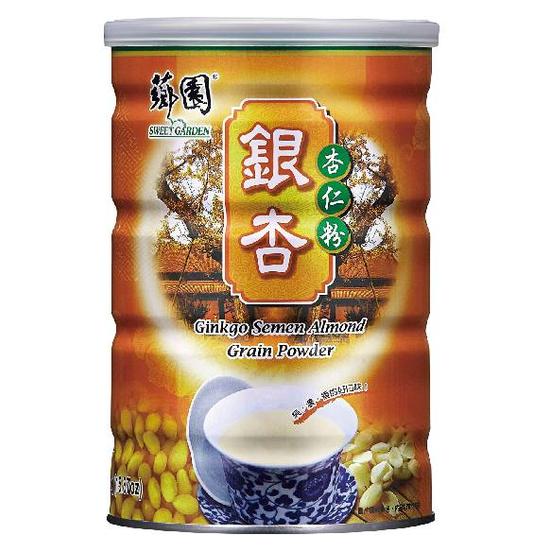 薌園®
SWEET GARDEN
銀杏
杏仁粉
Ginkgo Semen Almond
Grain Powder